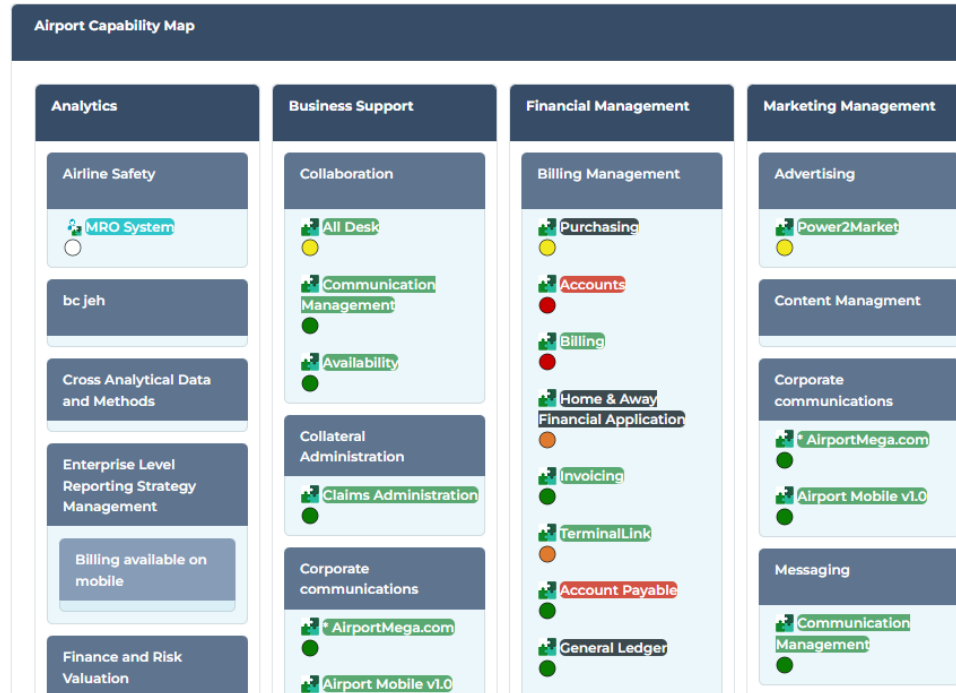 Airport Capability Map
Analytics
Airline Safety
MRO System
bc jeh
Cross Analytical Data
and Methods
Enterprise Level
Reporting Strategy
Management
Billing available on
mobile
Finance and Risk
Valuation
Business Support
Collaboration
All Desk
Communication
Management
Availability
Collateral
Administration
Claims Administration
Corporate
communications
* AirportMega.com
Airport Mobile v1.0
Financial Management
Billing Management
Purchasing
Accounts
Billing
Home & Away
Financial Application
Invoicing
TerminalLink
Account Payable
General Ledger
Marketing Management
Advertising
Power2Market
Content Managment
Corporate
communications
* AirportMega.com
Airport Mobile v1.0
Messaging
Communication
Management